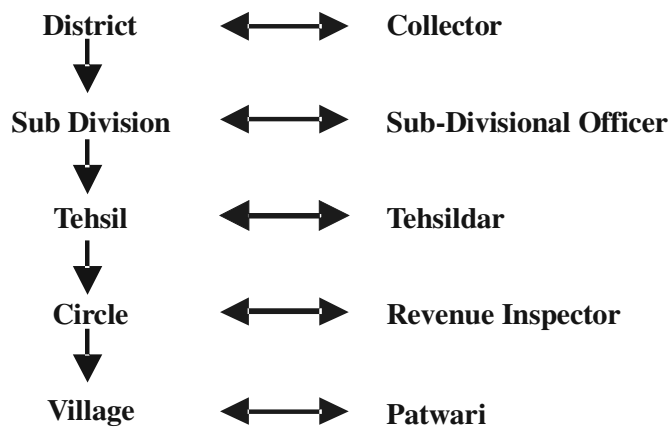 District Collector
Sub Division Sub-Divisional Officer
Tehsil Tehsildar
Circle Revenue Inspector
Village Patwari